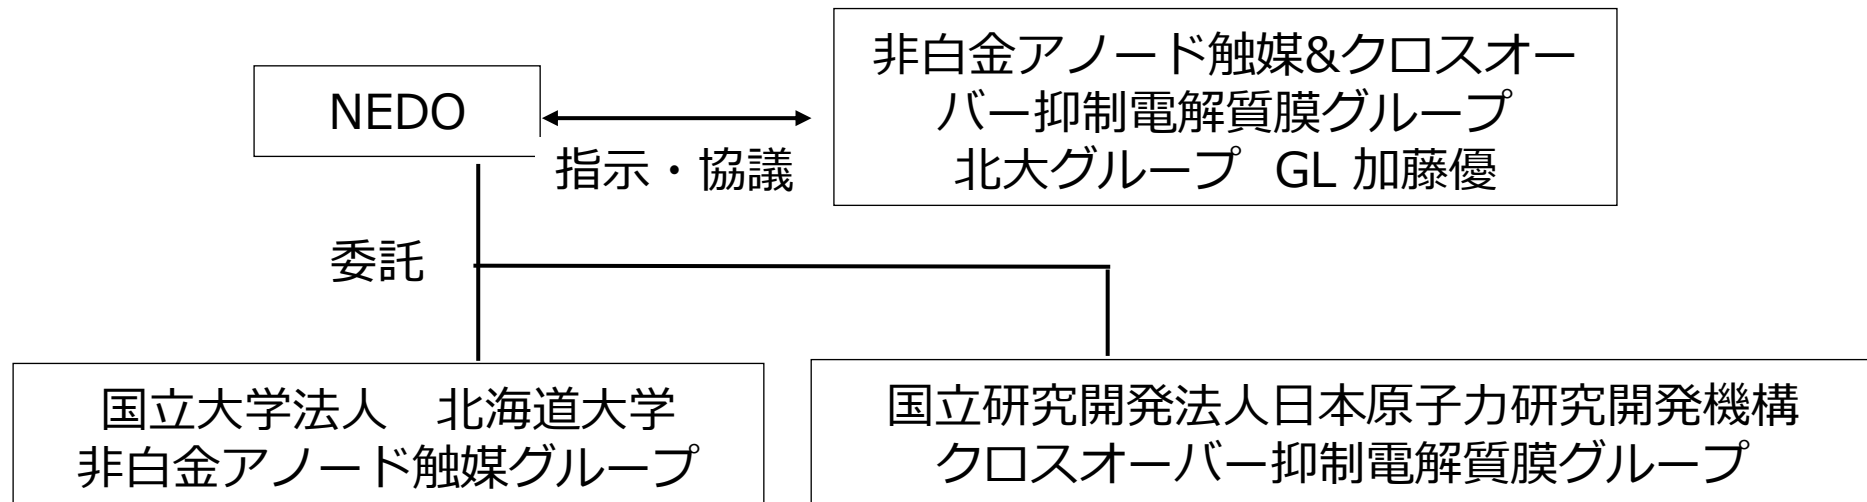 NEDO
指示・協議
非白金アノード触媒&クロスオー
バー抑制電解質膜グループ
北大グループ GL 加藤優
委託
国立大学法人　北海道大学
非白金アノード触媒グループ
国立研究開発法人日本原子力研究開発機構
クロスオーバー抑制電解質膜グループ